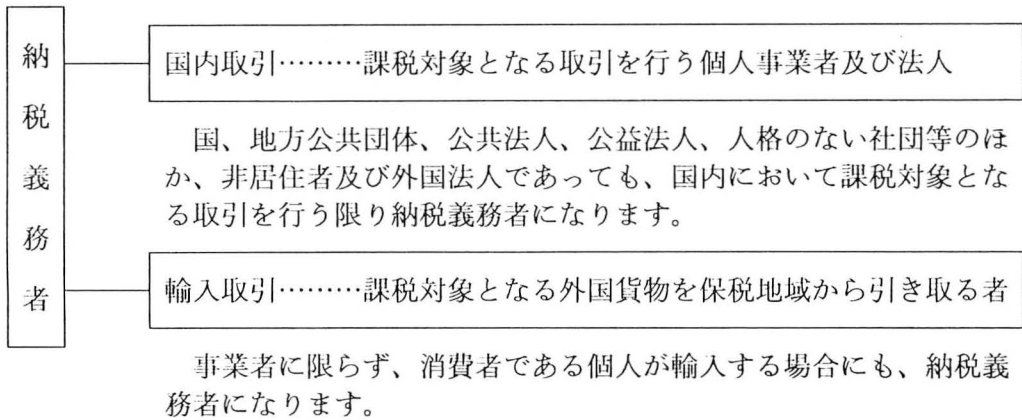 納税義務者
国内取引………課税対象となる取引を行う個人事業者及び法人
国、地方公共団体、公共法人、公益法人、人格のない社団等のほ
か、非居住者及び外国法人であっても、国内において課税対象とな
る取引を行う限り納税義務者になります。
輸入取引………課税対象となる外国貨物を保税地域から引き取る者
事業者に限らず、消費者である個人が輸入する場合にも、納税義
務者になります。